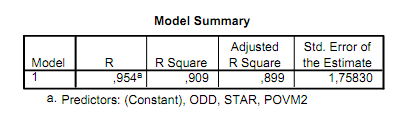 Model Summary
Model R R Square Adjusted R Square Std. Error of the Estimate
1 ,954a ,909 ,899 1,75830
a. Predictors: (Constant), ODD, STAR, POVM2